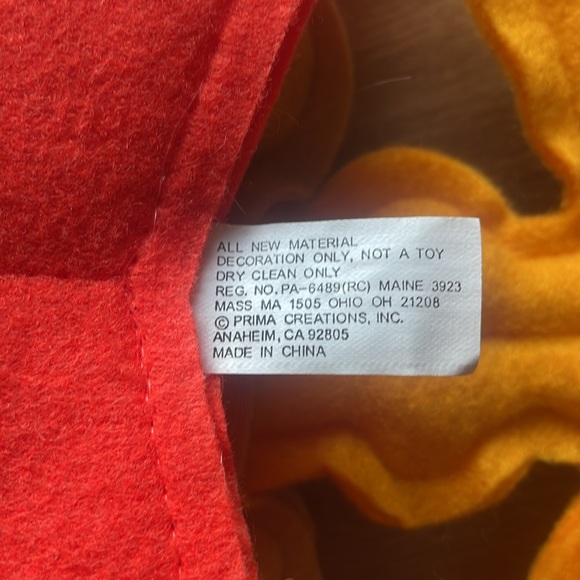 ALL NEW MATERIAL
DECORATION ONLY, NOT A TOY
DRY CLEAN ONLY
REG. NO. PA-6489(RC) MAINE 3923
MASS MA 1505 OHIO OH 21208
© PRIMA CREATIONS, INC.
ANAHEIM, CA 92805
MADE IN CHINA